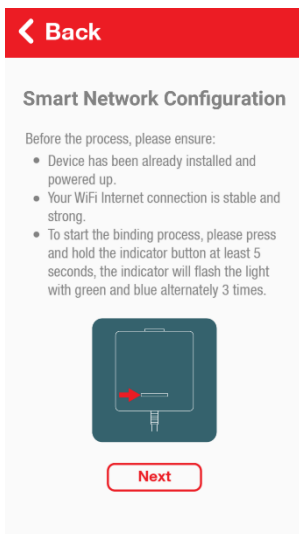 Back
Smart Network Configuration
Before the process, please ensure:
• Device has been already installed and
powered up.
• Your WiFi Internet connection is stable and
strong.
• To start the binding process, please press
and hold the indicator button at least 5
seconds, the indicator will flash the light
with green and blue alternately 3 times.
Next